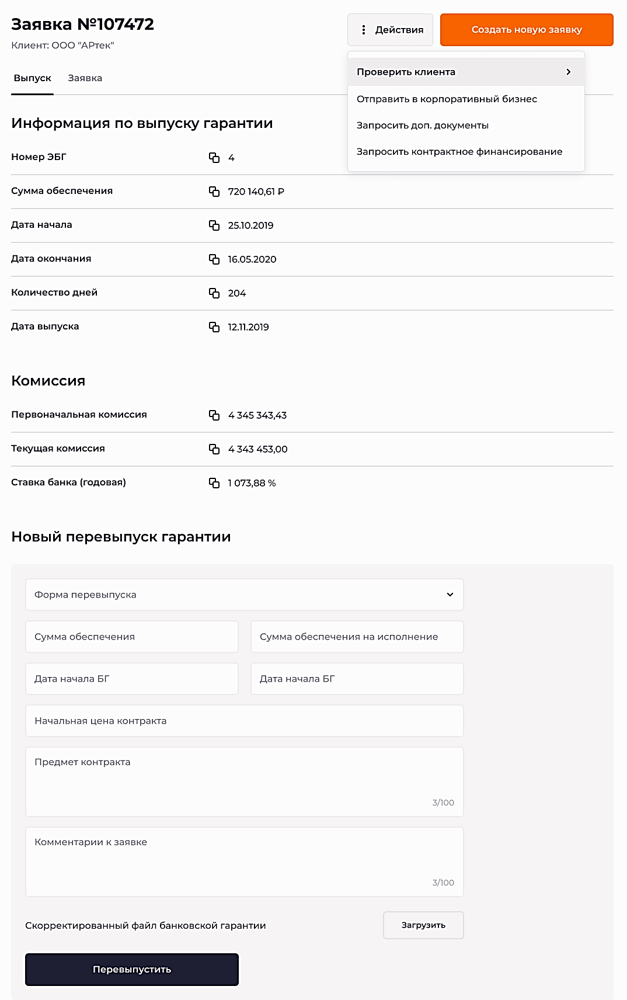 Заявка №107472
Клиент: ООО "АРтек"
Действия
Создать новую заявку
Проверить клиента
Отправить в корпоративный бизнес
Запросить доп. документы
Запросить контрактное финансирование
Выпуск
Заявка
Информация по выпуску гарантии
Номер ЭБГ 4
Сумма обеспечения 720 140,61 ₽
Дата начала 25.10.2019
Дата окончания 16.05.2020
Количество дней 204
Дата выпуска 12.11.2019
Комиссия
Первоначальная комиссия 4 345 343,43
Текущая комиссия 4 343 453,00
Ставка банка (годовая) 1 073,88 %
Новый перевыпуск гарантии
Форма перевыпуска
Сумма обеспечения
Сумма обеспечения на исполнение
Дата начала БГ
Дата начала БГ
Начальная цена контракта
Предмет контракта
3/100
Комментарии к заявке
3/100
Скорректированный файл банковской гарантии
Загрузить
Перевыпустить